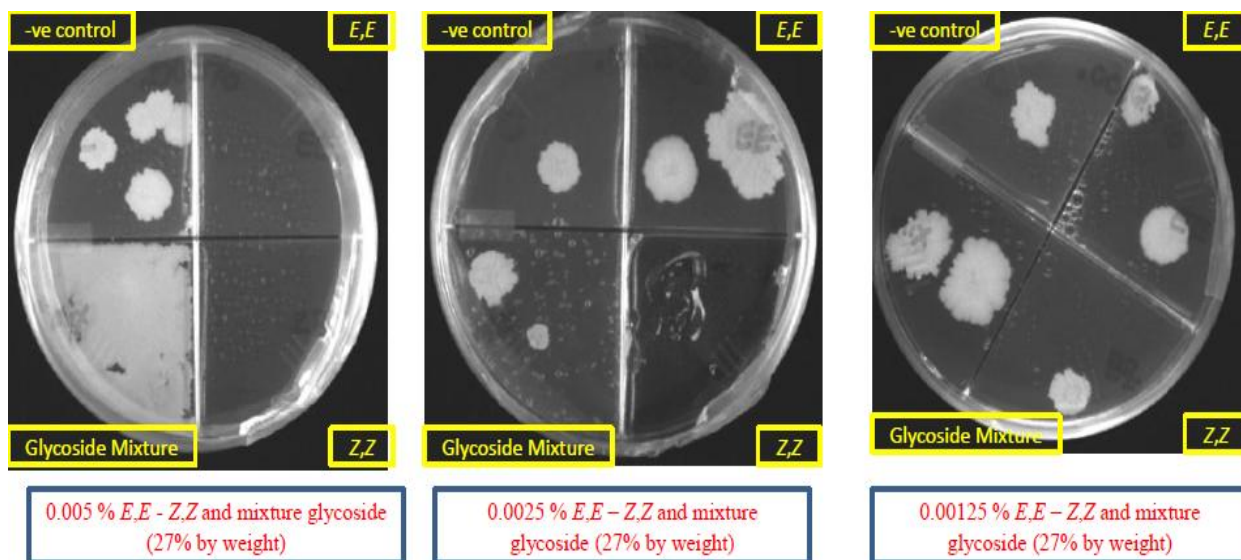 -ve control
E,E
-ve control
E,E
-ve control
E,E
Glycoside Mixture
Z,Z
Glycoside Mixture
Z,Z
Glycoside Mixture
Z,Z
0.005 % E,E - Z,Z and mixture glycoside
(27% by weight)
0.0025 % E,E – Z,Z and mixture
glycoside (27% by weight)
0.00125 % E,E – Z,Z and mixture
glycoside (27% by weight)